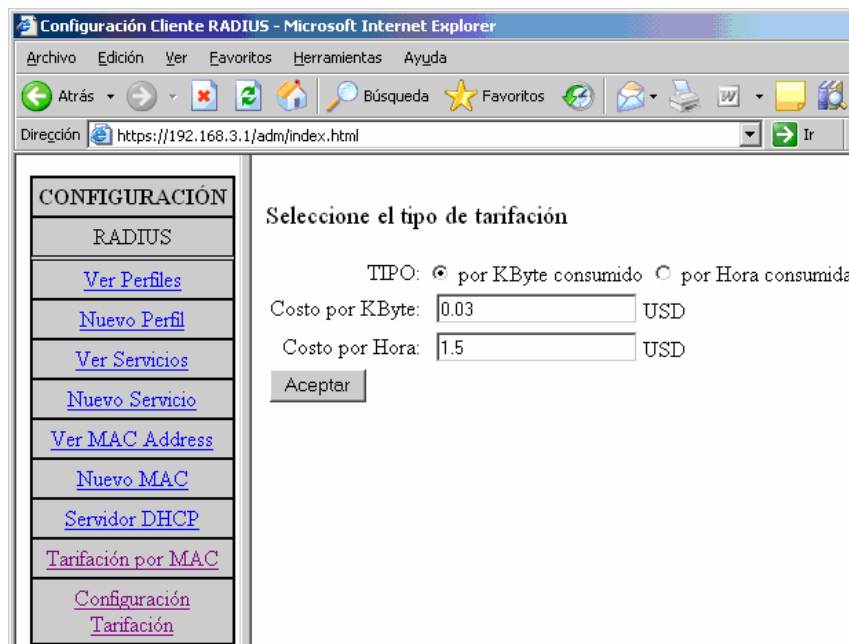 Configuración Cliente RADIUS - Microsoft Internet Explorer
Archivo Edición Ver Favoritos Herramientas Ayuda
Atrás Búsqueda Favoritos W
Dirección https://192.168.3.1/adm/index.html Ir
CONFIGURACIÓN
RADIUS
Ver Perfiles
Nuevo Perfil
Ver Servicios
Nuevo Servicio
Ver MAC Address
Nuevo MAC
Servidor DHCP
Tarifación por MAC
Configuración
Tarifación
Seleccione el tipo de tarifación
TIPO: por KByte consumido por Hora consumida
Costo por KByte: 0.03 USD
Costo por Hora: 1.5 USD
Aceptar